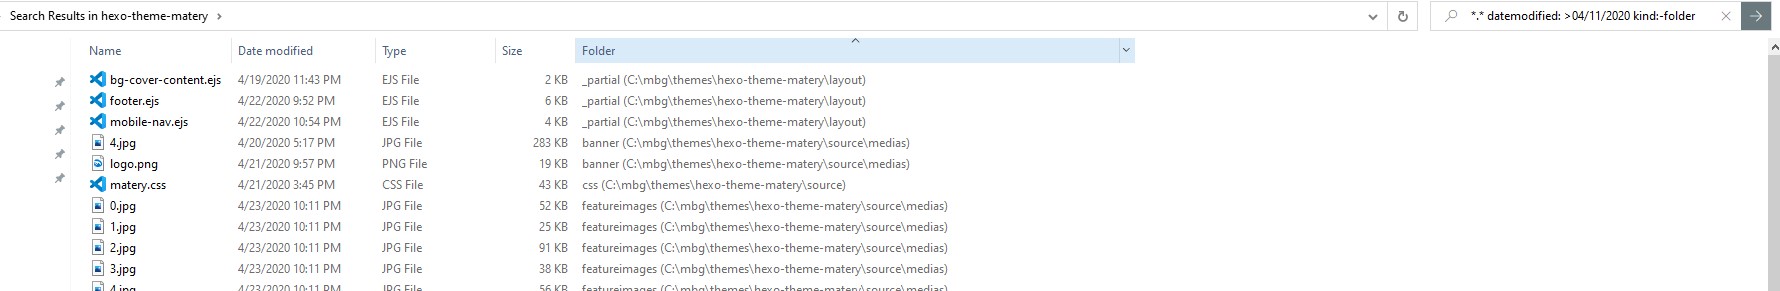 Search Results in hexo-theme-matery
*.* datemodified: >04/11/2020 kind:-folder
Name Date modified Type Size Folder
bg-cover-content.ejs 4/19/2020 11:43 PM EJS File 2 KB _partial (C:\mbg\themes\hexo-theme-matery\layout)
footer.ejs 4/22/2020 9:52 PM EJS File 6 KB _partial (C:\mbg\themes\hexo-theme-matery\layout)
mobile-nav.ejs 4/22/2020 10:54 PM EJS File 4 KB _partial (C:\mbg\themes\hexo-theme-matery\layout)
4.jpg 4/20/2020 5:17 PM JPG File 283 KB banner (C:\mbg\themes\hexo-theme-matery\source\medias)
logo.png 4/21/2020 9:57 PM PNG File 19 KB banner (C:\mbg\themes\hexo-theme-matery\source\medias)
matery.css 4/21/2020 3:45 PM CSS File 43 KB css (C:\mbg\themes\hexo-theme-matery\source)
0.jpg 4/23/2020 10:11 PM JPG File 52 KB featureimages (C:\mbg\themes\hexo-theme-matery\source\medias)
1.jpg 4/23/2020 10:11 PM JPG File 25 KB featureimages (C:\mbg\themes\hexo-theme-matery\source\medias)
2.jpg 4/23/2020 10:11 PM JPG File 91 KB featureimages (C:\mbg\themes\hexo-theme-matery\source\medias)
3.jpg 4/23/2020 10:11 PM JPG File 38 KB featureimages (C:\mbg\themes\hexo-theme-matery\source\medias)
4.jpg 4/23/2020 10:11 PM JPG File 56 KB featureimages (C:\mbg\themes\hexo-theme-matery\source\medias)